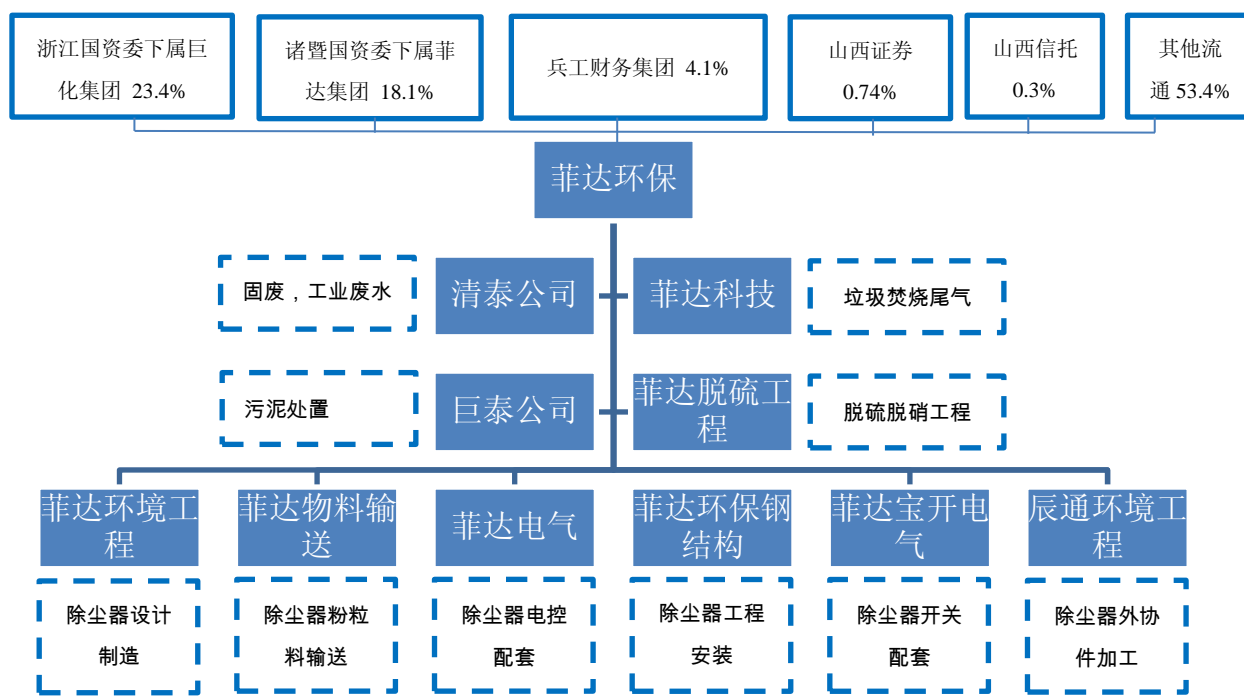 浙江国资委下属巨
化集团 23.4%
诸暨国资委下属菲
达集团 18.1%
兵工财务集团 4.1%
山西证券
0.74%
山西信托
0.3%
其他流
通 53.4%
菲达环保
固废，工业废水
清泰公司
菲达科技
垃圾焚烧尾气
污泥处置
巨泰公司
菲达脱硫工
程
脱硫脱硝工程
菲达环境工
程
菲达物料输
送
菲达电气
菲达环保钢
结构
菲达宝开电
气
辰通环境工
程
除尘器设计
制造
除尘器粉粒
料输送
除尘器电控
配套
除尘器工程
安装
除尘器开关
配套
除尘器外协
件加工